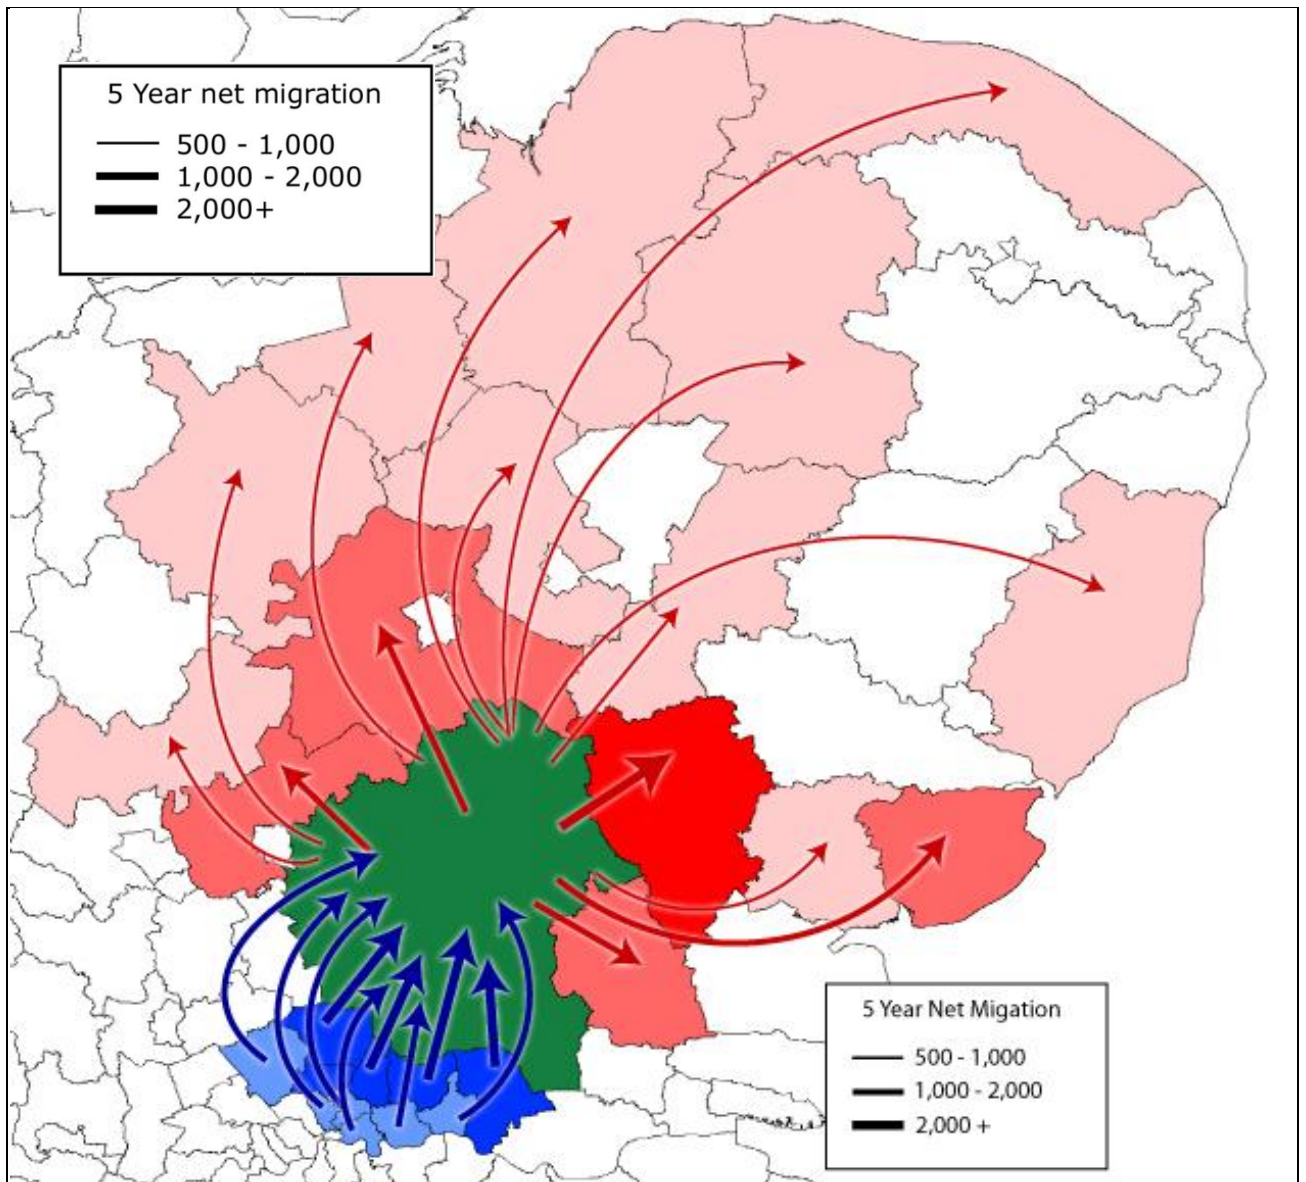 5 Year net migration
500 - 1,000
1,000 - 2,000
2,000+
5 Year Net Migation
500 - 1,000
1,000 - 2,000
2,000 +